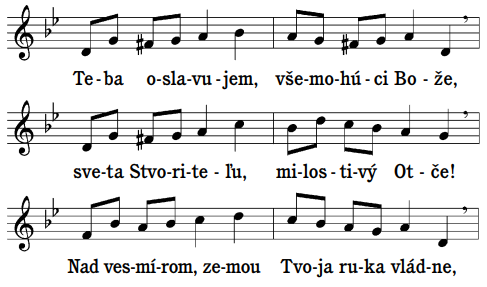 Te - ba o-sla-vu-jem, vše-mo-hú-ci Bo - že,
sve-ta Stvo-ri-te - ľu, mi-los-ti-vý Ot - če!
Nad ves-mí-rom, ze-mou Tvo-ja ru-ka vlád-ne,